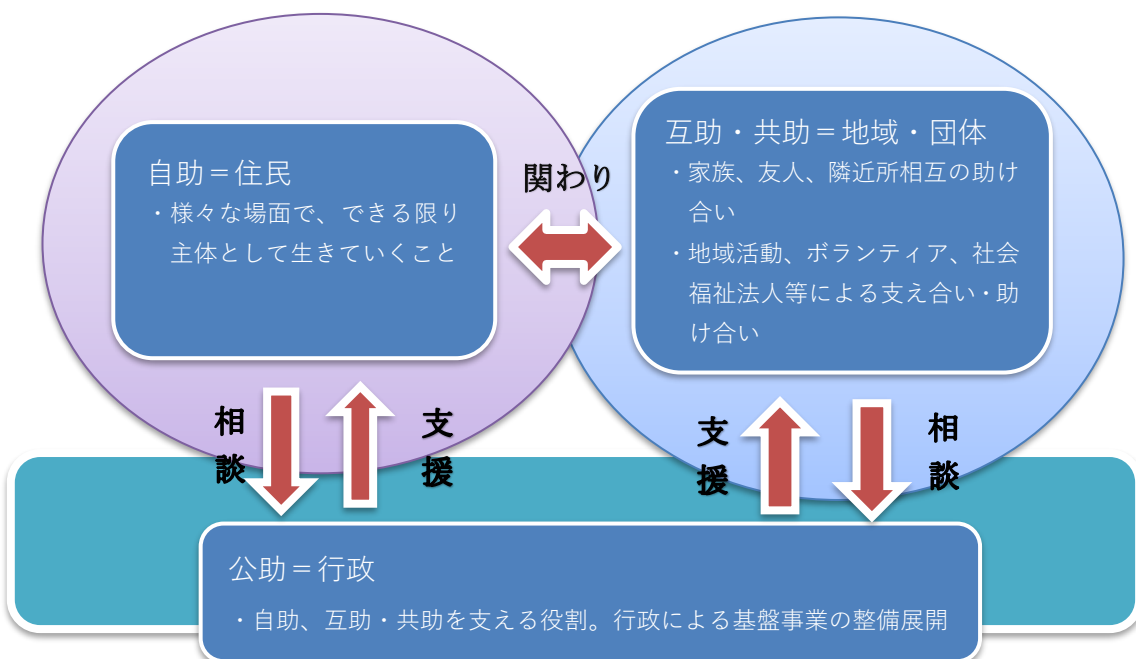 自助＝住民
・様々な場面で、できる限り
主体として生きていくこと
関わり
互助・共助＝地域・団体
・家族、友人、隣近所相互の助け
合い
・地域活動、ボランティア、社会
福祉法人等による支え合い・助
け合い
相談
支援
支援
相談
公助＝行政
・自助、互助・共助を支える役割。行政による基盤事業の整備展開